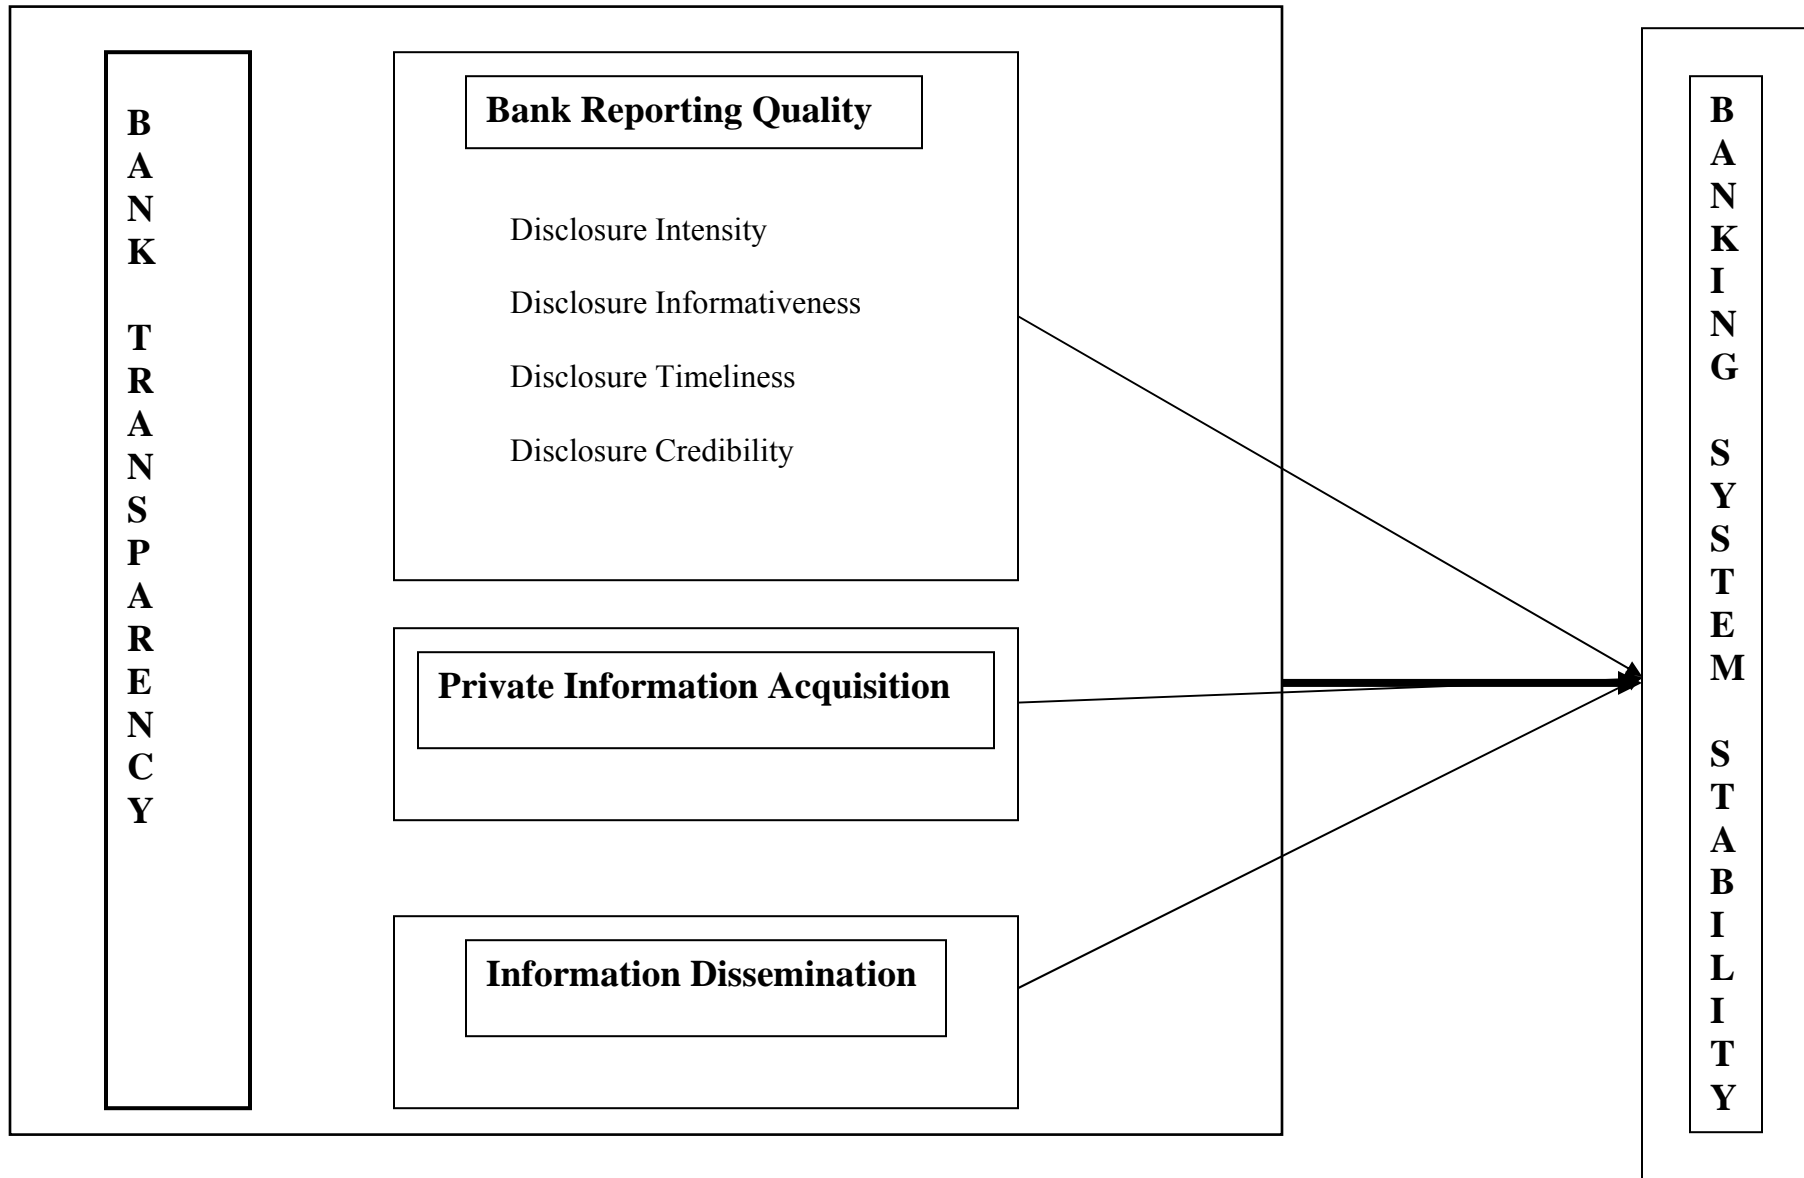 BANK TRANSPARENCY
Bank Reporting Quality
Disclosure Intensity
Disclosure Informativeness
Disclosure Timeliness
Disclosure Credibility
Private Information Acquisition
Information Dissemination
BANKING SYSTEM STABILITY